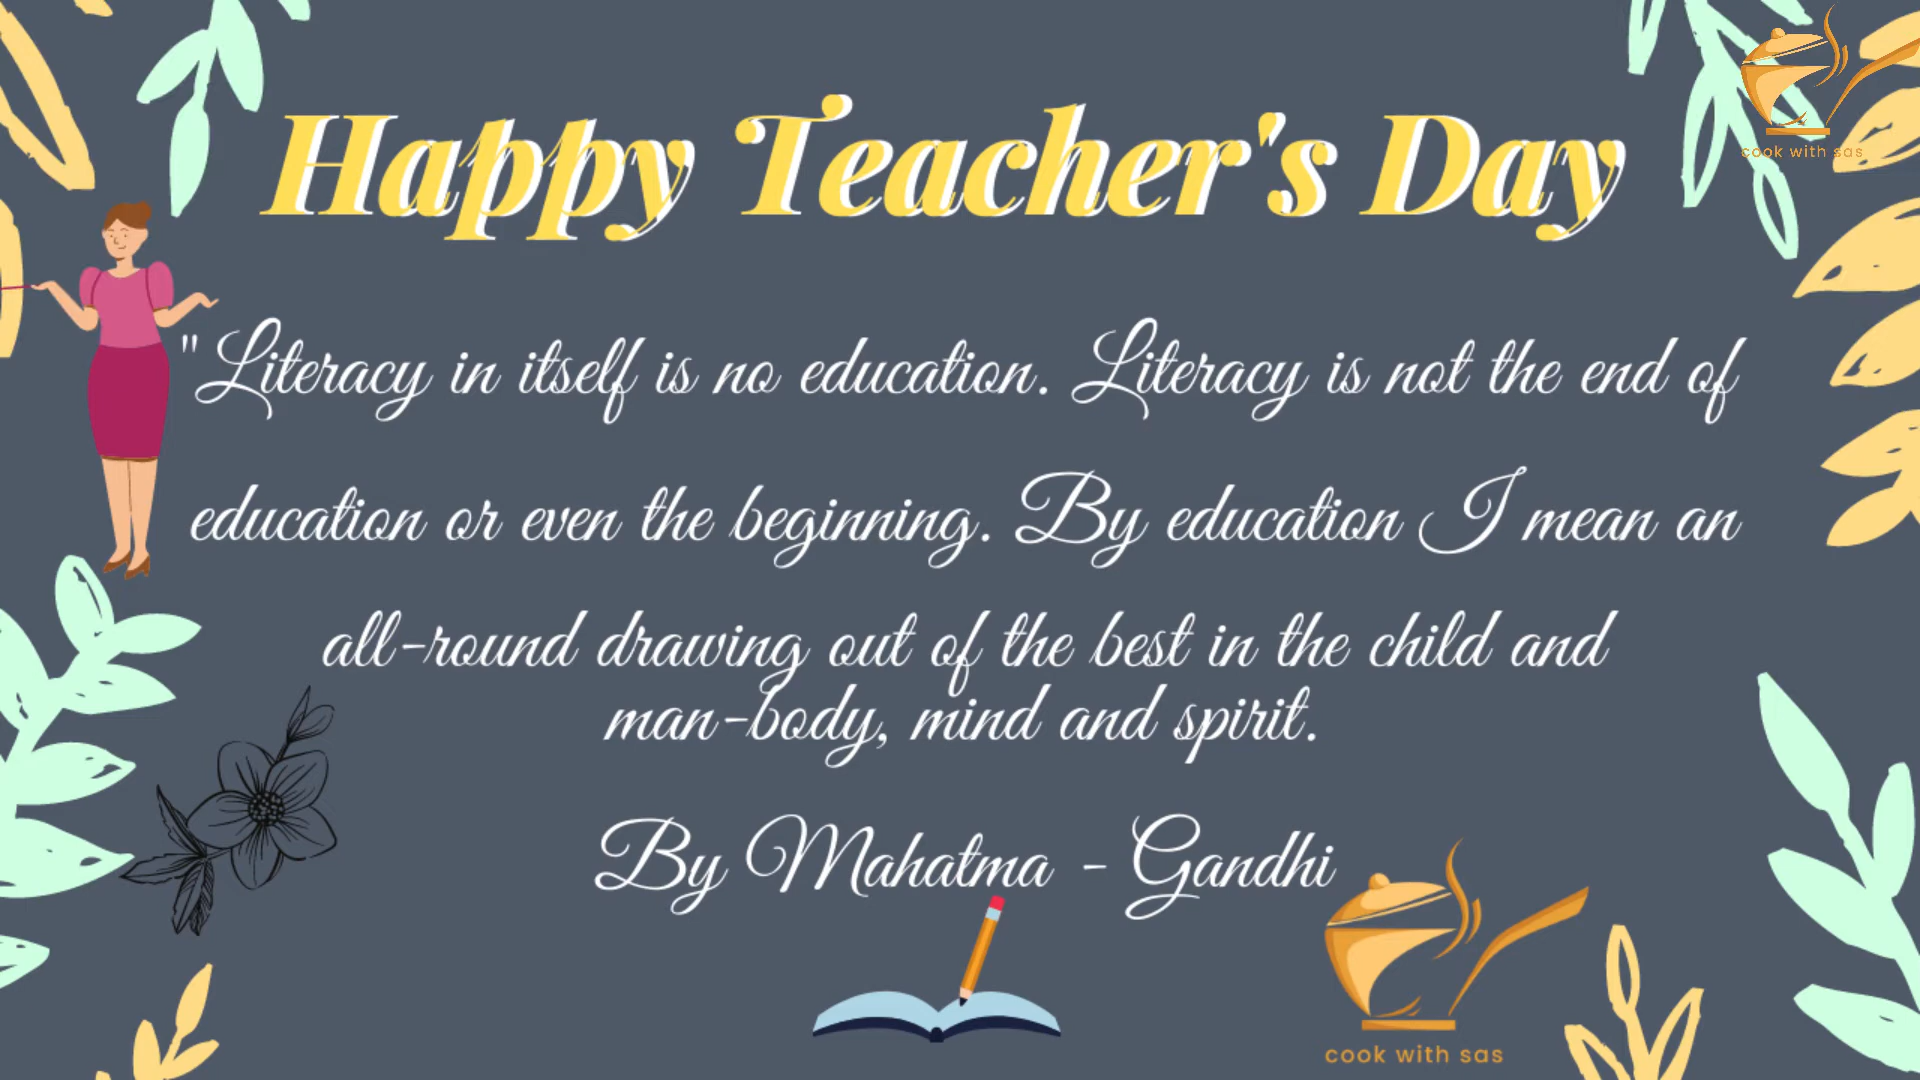 cook with sas
Happy Teacher's Day
"Literacy in itself is no education. Literacy is not the end of
education or even the beginning. By education I mean an
all-round drawing out of the best in the child and
man-body, mind and spirit.
By Mahatma - Gandhi
cook with sas